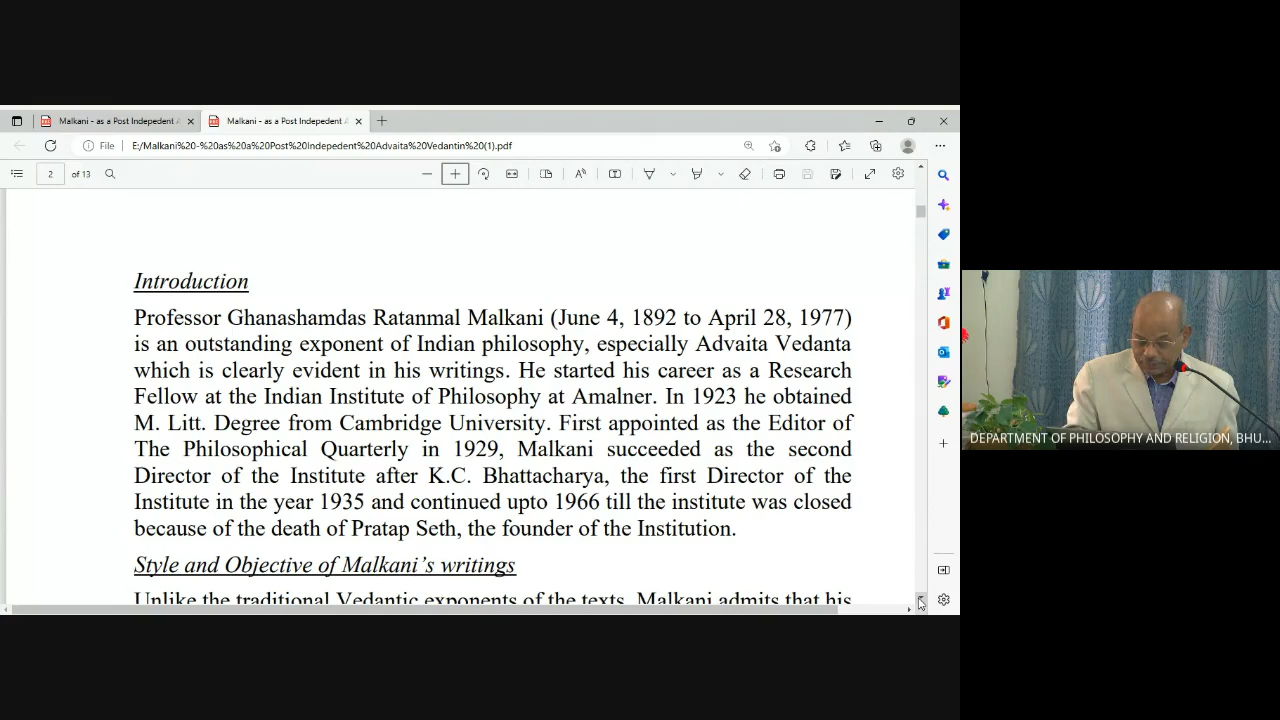 Malkani - as a Post Indepedent A
Malkani - as a Post Indepedent A
File
E:/Malkani%20-%20as%20a%20Post%20Indepedent%20Advaita%20Vedantin%20(1).pdf
2 of 13
Introduction
Professor Ghanashamdas Ratanmal Malkani (June 4, 1892 to April 28, 1977)
is an outstanding exponent of Indian philosophy, especially Advaita Vedanta
which is clearly evident in his writings. He started his career as a Research
Fellow at the Indian Institute of Philosophy at Amalner. In 1923 he obtained
M. Litt. Degree from Cambridge University. First appointed as the Editor of
The Philosophical Quarterly in 1929, Malkani succeeded as the second
Director of the Institute after K.C. Bhattacharya, the first Director of the
Institute in the year 1935 and continued upto 1966 till the institute was closed
because of the death of Pratap Seth, the founder of the Institution.
Style and Objective of Malkani’s writings
Unlike the traditional Vedantic exponents of the texts, Malkani admits that his
DEPARTMENT OF PHILOSOPHY AND RELIGION, BHU...